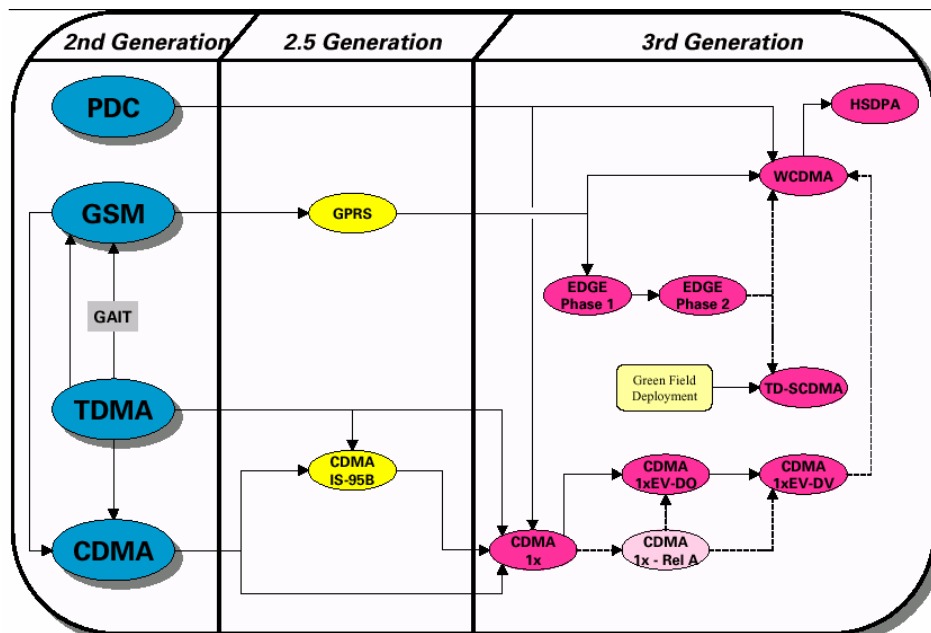 2nd Generation
2.5 Generation
3rd Generation
PDC
HSDPA
WCDMA
GSM
GPRS
EDGE
Phase 1
EDGE
Phase 2
GAIT
Green Field
Deployment
TD-SCDMA
TDMA
CDMA
IS-95B
CDMA
1xEV-DO
CDMA
1xEV-DV
CDMA
CDMA
1x
CDMA
1x - Rel A